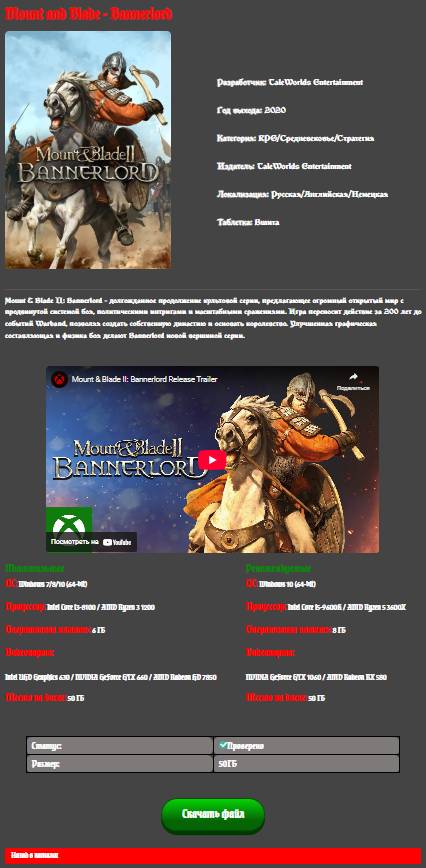 Mount and Blade - Bannerlord
MOUNT & BLADE II
BANNERLORD
Разработчик: TaleWorlds Entertainment
Год выхода: 2020
Категория: RPG/Средневековье/Стратегия
Издатель: TaleWorlds Entertainment
Локализация: Русская/Английская/Немецкая
Таблетка: Вшита
Mount & Blade II: Bannerlord - долгожданное продолжение культовой серии, предлагающее огромный открытый мир с
продвинутой системой боя, политическими интригами и масштабными сражениями. Игра переносит действие за 200 лет до
событий Warband, позволяя создать собственную династию и основать королевство. Улучшенная графическая
составляющая и физика боя делают Bannerlord новой вершиной серии.
Mount & Blade II: Bannerlord Release Trailer
Поделиться
MOUNT & BLADE II
BANNERLORD
Посмотреть на YouTube
Минимальные
ОС: Windows 7/8/10 (64-bit)
Процессор: Intel Core i3-8100 / AMD Ryzen 3 1200
Оперативная память: 6 ГБ
Видеокарта:
Intel UHD Graphics 630 / NVIDIA GeForce GTX 660 / AMD Radeon HD 7850
Место на диске: 50 ГБ
Рекомендуемые
ОС: Windows 10 (64-bit)
Процессор: Intel Core i5-9600K / AMD Ryzen 5 3600X
Оперативная память: 8 ГБ
Видеокарта:
NVIDIA GeForce GTX 1060 / AMD Radeon RX 580
Место на диске: 50 ГБ
Статус: Проверено
Размер: 50ГБ
Скачать файл
Назад к началу